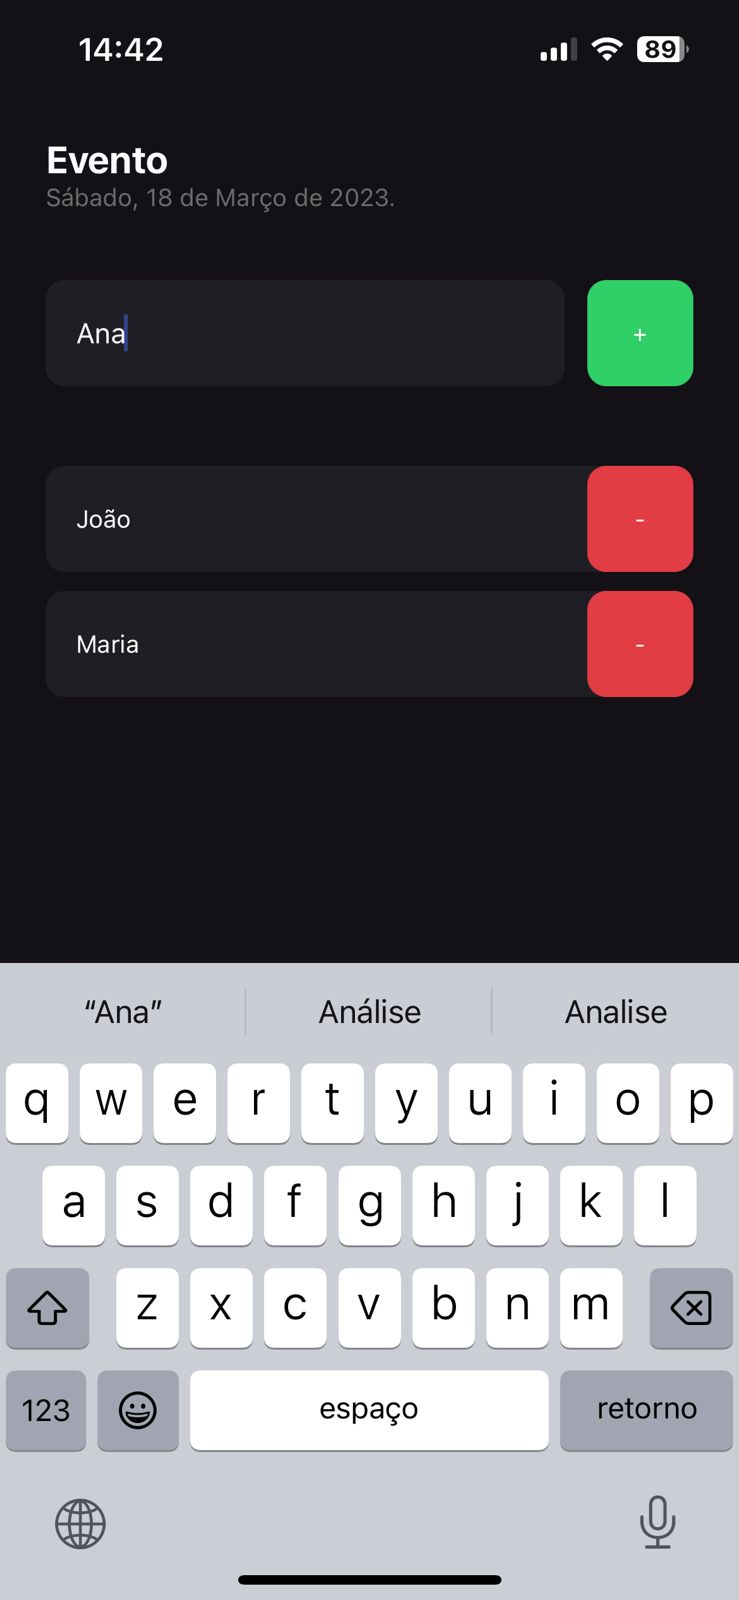 14:42
89
Evento
Sábado, 18 de Março de 2023.
Ana
+
João
-
Maria
-
“Ana” Análise Analise
q w e r t y u i o p
a s d f g h j k l
z x c v b n m
123 espaço retorno